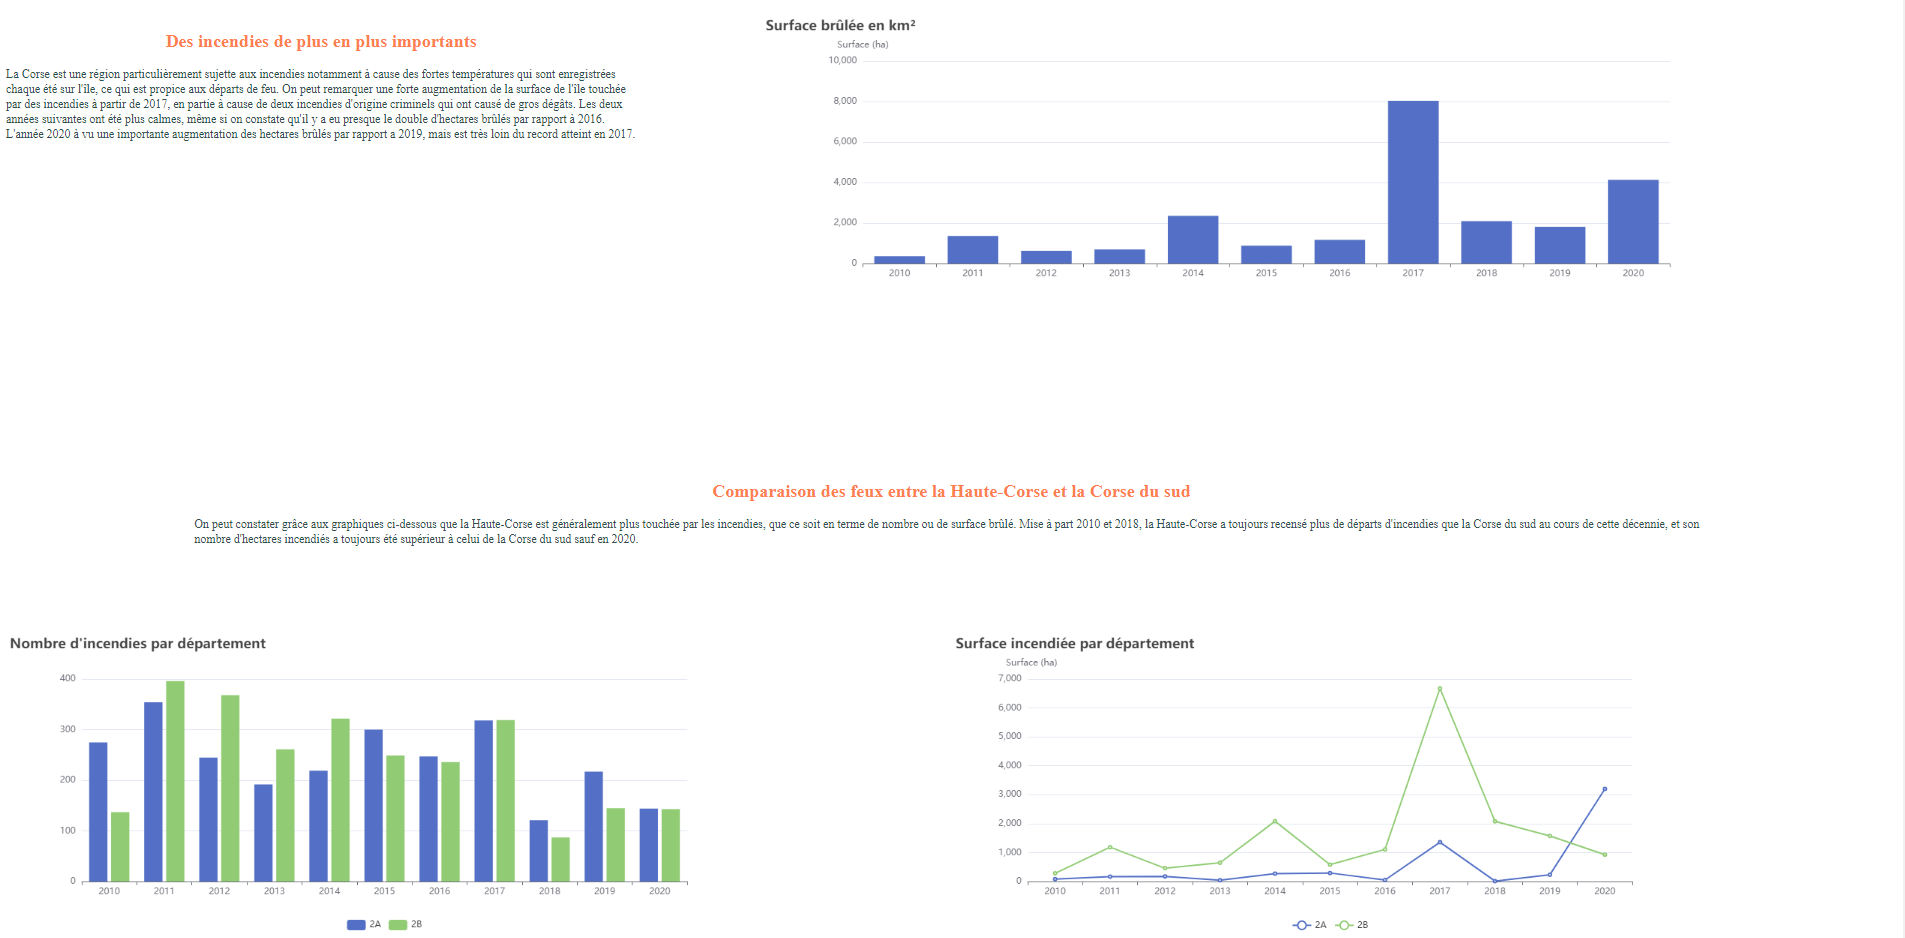 Des incendies de plus en plus importants
La Corse est une région particulièrement sujette aux incendies notamment à cause des fortes températures qui sont enregistrées
chaque été sur l'île, ce qui est propice aux départs de feu. On peut remarquer une forte augmentation de la surface de l'île touchée
par des incendies à partir de 2017, en partie à cause de deux incendies d'origine criminels qui ont causé de gros dégâts. Les deux
années suivantes ont été plus calmes, même si on constate qu'il y a eu presque le double d'hectares brûlés par rapport à 2016.
L'année 2020 à vu une importante augmentation des hectares brûlés par rapport a 2019, mais est très loin du record atteint en 2017.
Surface brûlée en km²
Surface (ha)
10,000
8,000
6,000
4,000
2,000
0
2010 2011 2012 2013 2014 2015 2016 2017 2018 2019 2020
Comparaison des feux entre la Haute-Corse et la Corse du sud
On peut constater grâce aux graphiques ci-dessous que la Haute-Corse est généralement plus touchée par les incendies, que ce soit en terme de nombre ou de surface brûlé. Mise à part 2010 et 2018, la Haute-Corse a toujours recensé plus de départs d'incendies que la Corse du sud au cours de cette décennie, et son
nombre d'hectares incendiés a toujours été supérieur à celui de la Corse du sud sauf en 2020.
Nombre d'incendies par département
400
300
200
100
0
2010 2011 2012 2013 2014 2015 2016 2017 2018 2019 2020
2A 2B
Surface incendiée par département
Surface (ha)
7,000
6,000
5,000
4,000
3,000
2,000
1,000
0
2010 2011 2012 2013 2014 2015 2016 2017 2018 2019 2020
2A 2B